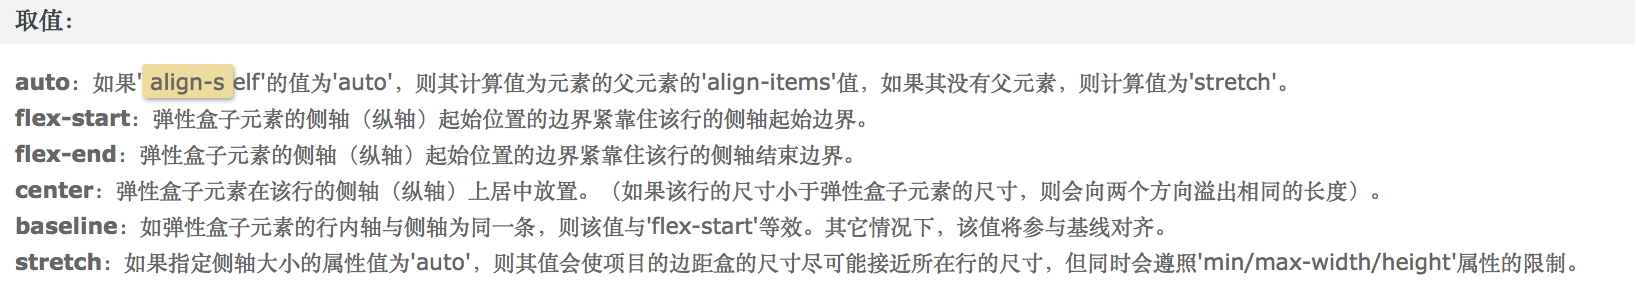 取值：
auto：如果'align-self'的值为'auto'，则其计算值为元素的父元素的'align-items'值，如果其没有父元素，则计算值为'stretch'。
flex-start：弹性盒子元素的侧轴（纵轴）起始位置的边界紧靠住该行的侧轴起始边界。
flex-end：弹性盒子元素的侧轴（纵轴）起始位置的边界紧靠住该行的侧轴结束边界。
center：弹性盒子元素在该行的侧轴（纵轴）上居中放置。（如果该行的尺寸小于弹性盒子元素的尺寸，则会向两个方向溢出相同的长度）。
baseline：如弹性盒子元素的行内轴与侧轴为同一条，则该值与'flex-start'等效。其它情况下，该值将参与基线对齐。
stretch：如果指定侧轴大小的属性值为'auto'，则其值会使项目的边距盒的尺寸尽可能接近所在行的尺寸，但同时会遵照'min/max-width/height'属性的限制。